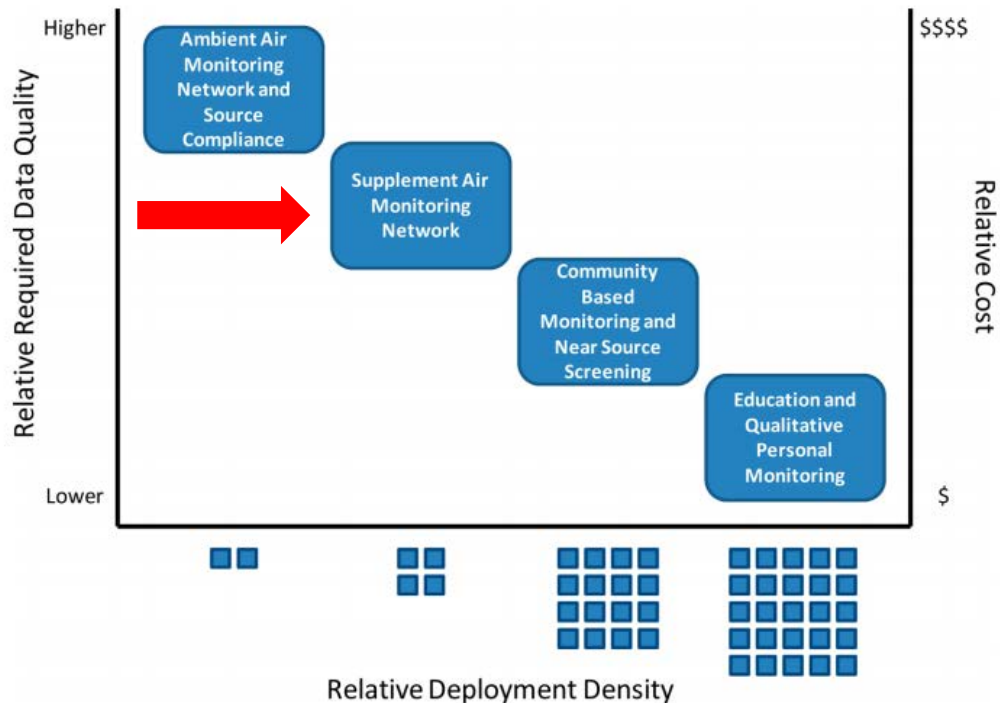 Higher
$$$$
Ambient Air
Monitoring
Network and
Source
Compliance
Supplement Air
Monitoring
Network
Community
Based
Monitoring and
Near Source
Screening
Education and
Qualitative
Personal
Monitoring
Relative Required Data Quality
Relative Cost
Lower
$
Relative Deployment Density